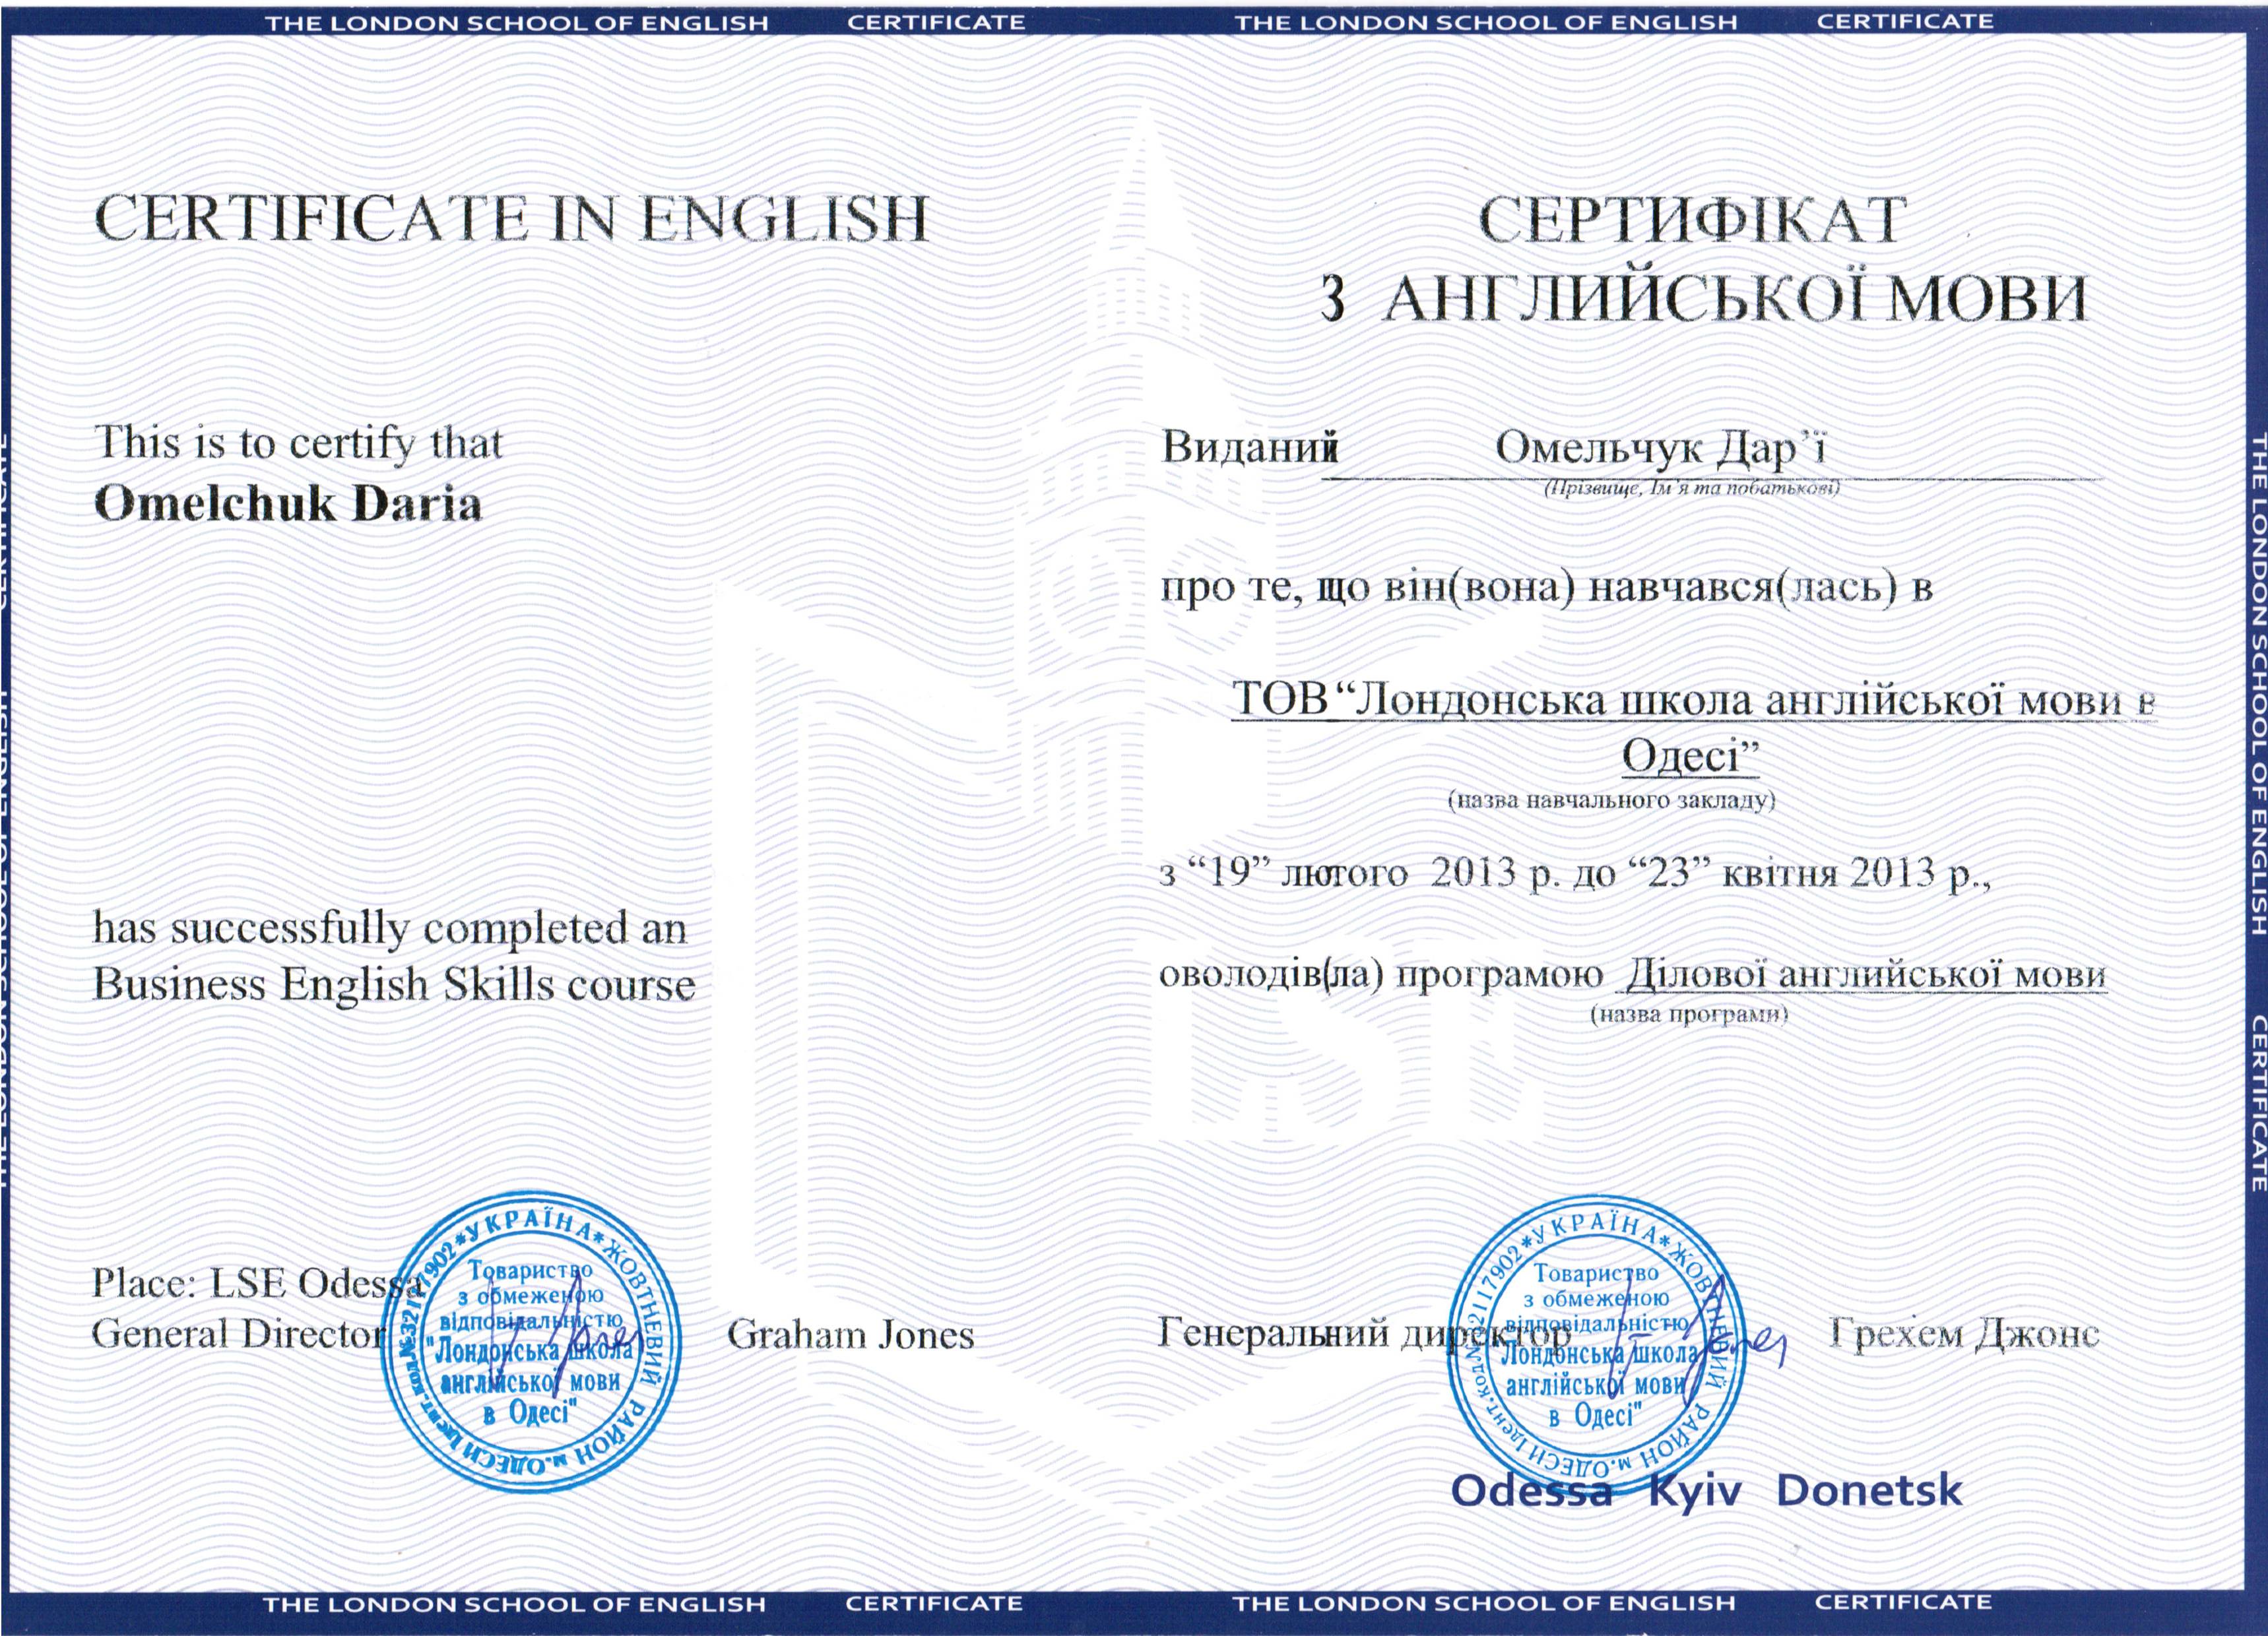 THE LONDON SCHOOL OF ENGLISH CERTIFICATE THE LONDON SCHOOL OF ENGLISH CERTIFICATE
CERTIFICATE IN ENGLISH
This is to certify that
Omelchuk Daria
has successfully completed an
Business English Skills course
Place: LSE Odessa
General Director
Graham Jones
*УКРАЇНА*ЖОВТНЕВИЙ РАЙОН м.ОДЕСИ Ідент.код.№32117902
Товариство
з обмеженою
відповідальністю
"Лондонська школа
англійської мови
в Одесі"
СЕРТИФІКАТ
З АНГЛИЙСЬКОЇ МОВИ
Виданий Омельчук Дар’ї
(Прізвище, Ім’я та побатькові)
про те, що він(вона) навчався(лась) в
ТОВ“Лондонська школа англійської мови в
Одесі”
(назва навчального закладу)
з “19” лютого 2013 р. до “23” квітня 2013 р.,
оволодів(ла) програмою Ділової английської мови
(назва програми)
LSE
Генеральний директор
Грехем Джонс
*УКРАЇНА*ЖОВТНЕВИЙ РАЙОН м.ОДЕСИ Ідент.код.№32117902
Товариство
з обмеженою
відповідальністю
"Лондонська школа
англійської мови
в Одесі"
Odessa Kyiv Donetsk
THE LONDON SCHOOL OF ENGLISH CERTIFICATE
THE LONDON SCHOOL OF ENGLISH CERTIFICATE
THE LONDON SCHOOL OF ENGLISH CERTIFICATE THE LONDON SCHOOL OF ENGLISH CERTIFICATE